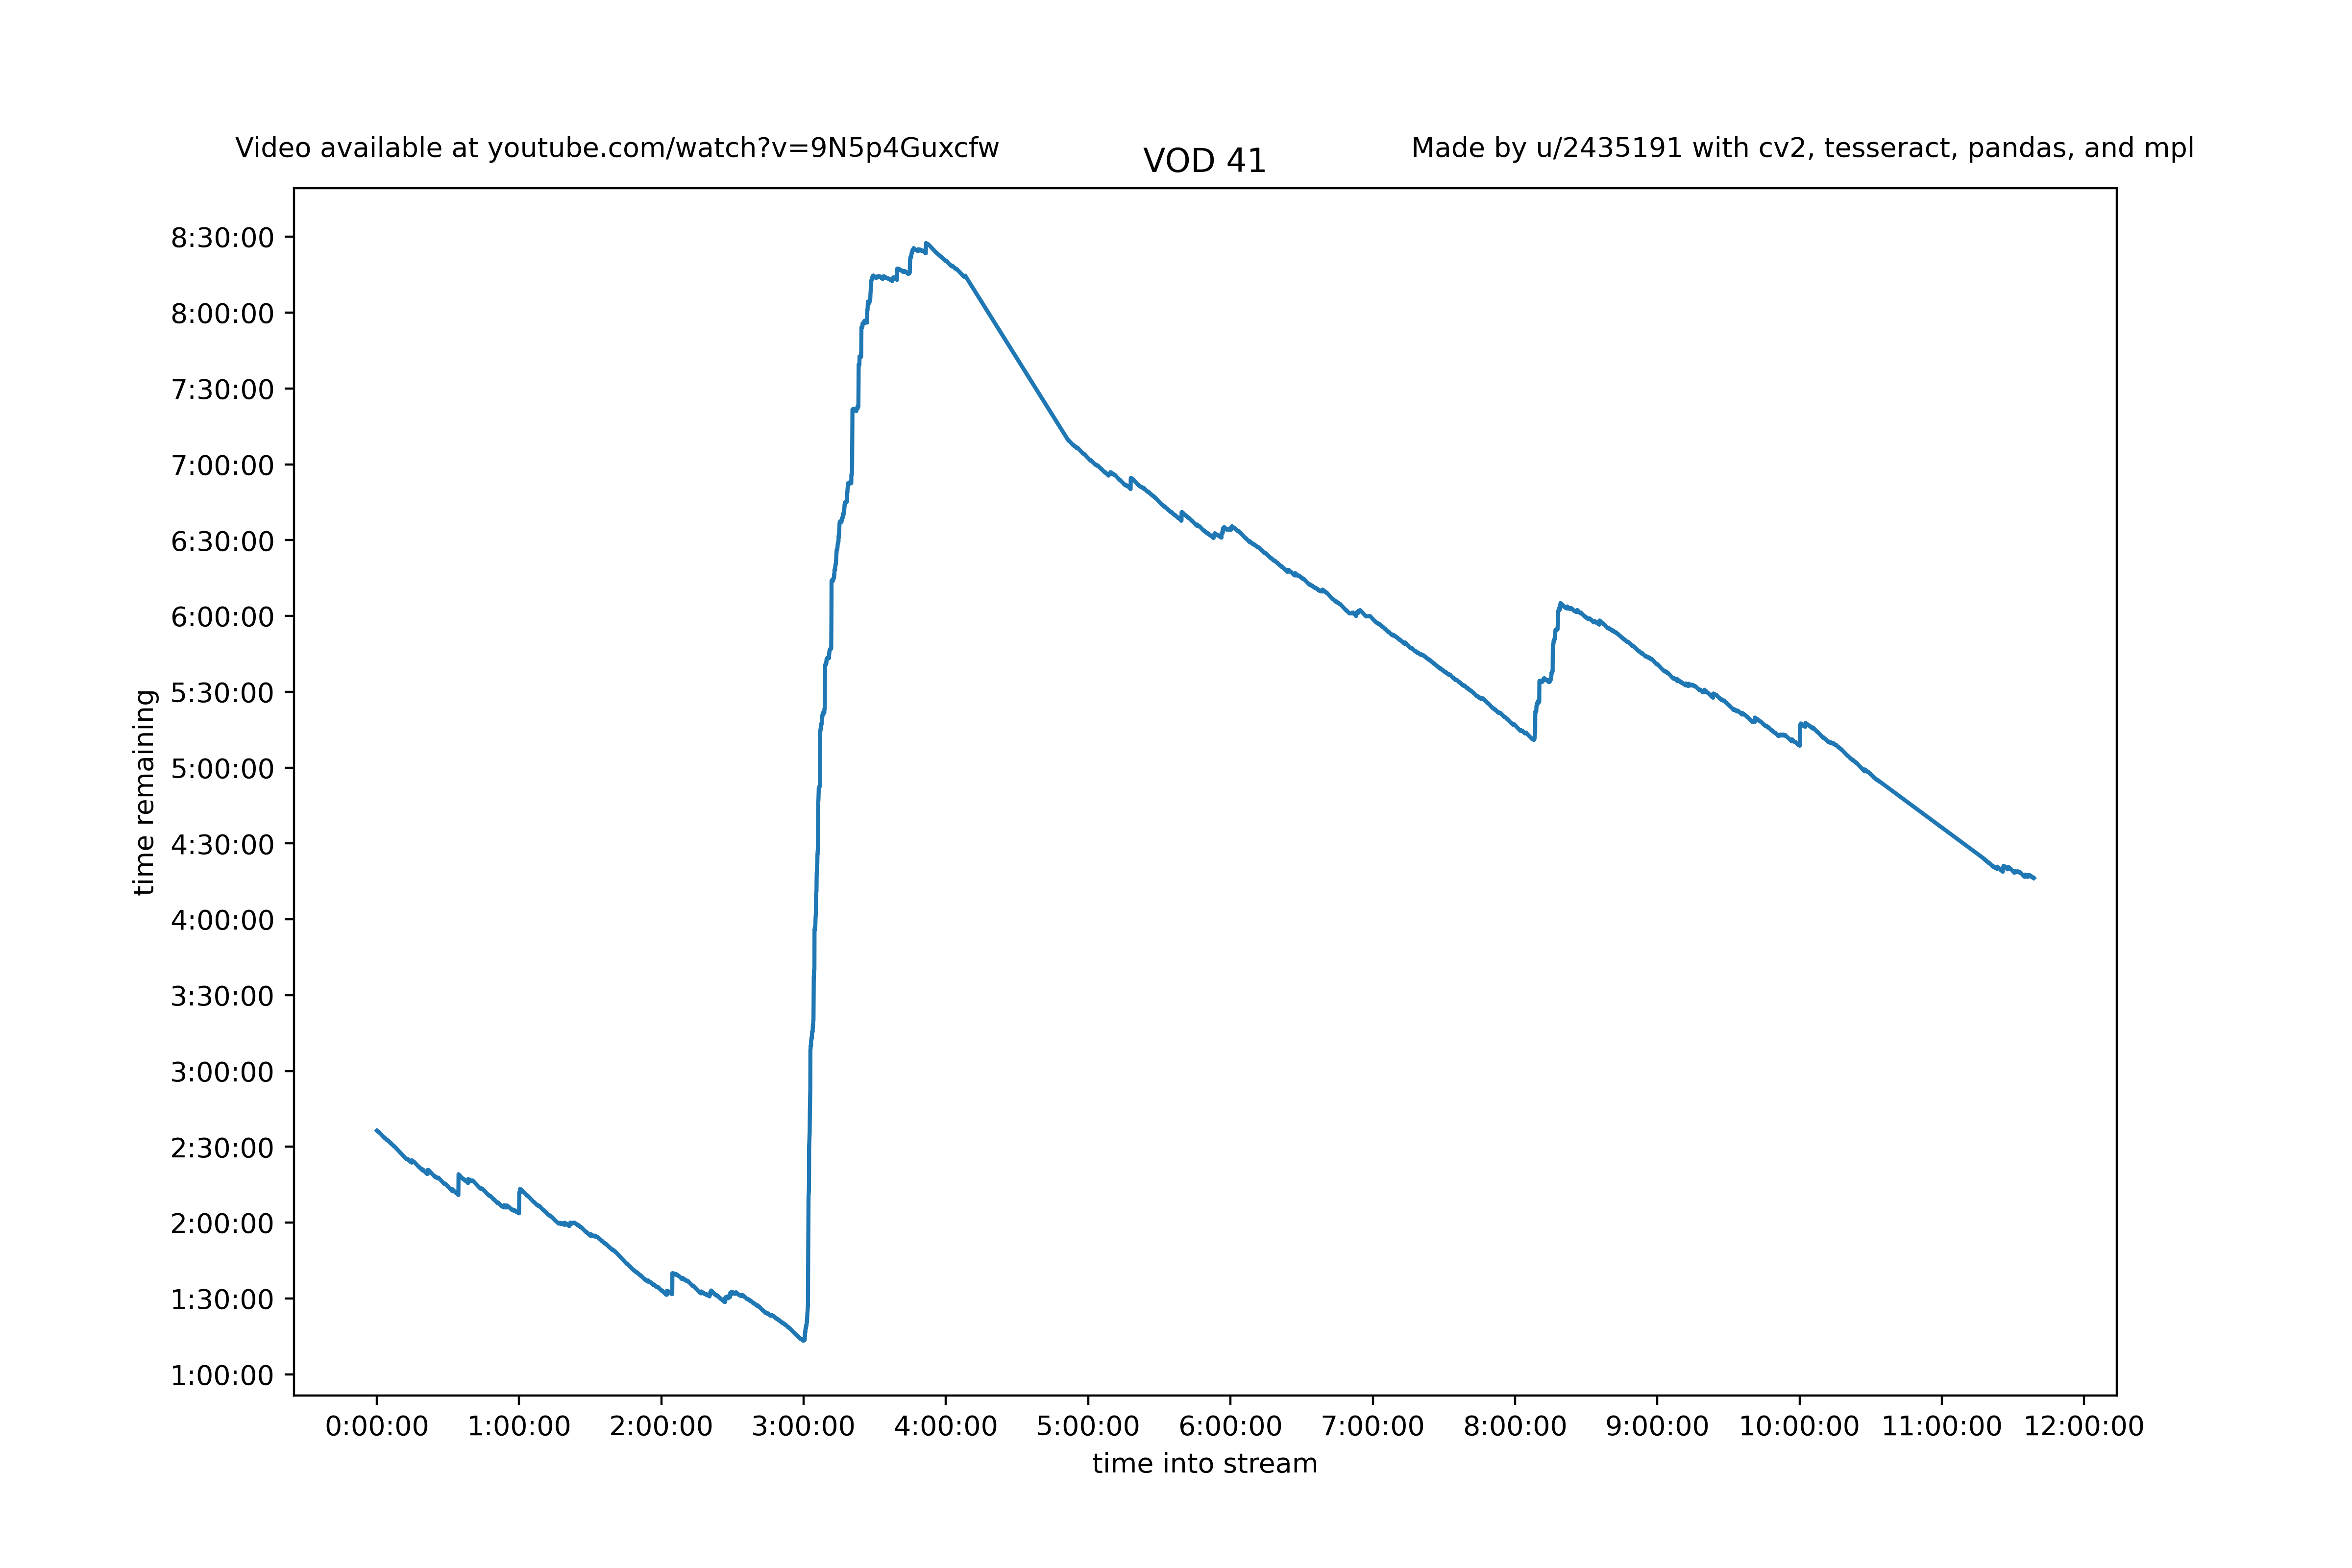 Video available at youtube.com/watch?v=9N5p4Guxcfw
VOD 41
Made by u/2435191 with cv2, tesseract, pandas, and mpl
time remaining
8:30:00
8:00:00
7:30:00
7:00:00
6:30:00
6:00:00
5:30:00
5:00:00
4:30:00
4:00:00
3:30:00
3:00:00
2:30:00
2:00:00
1:30:00
1:00:00
0:00:00 1:00:00 2:00:00 3:00:00 4:00:00 5:00:00 6:00:00 7:00:00 8:00:00 9:00:00 10:00:00 11:00:00 12:00:00
time into stream